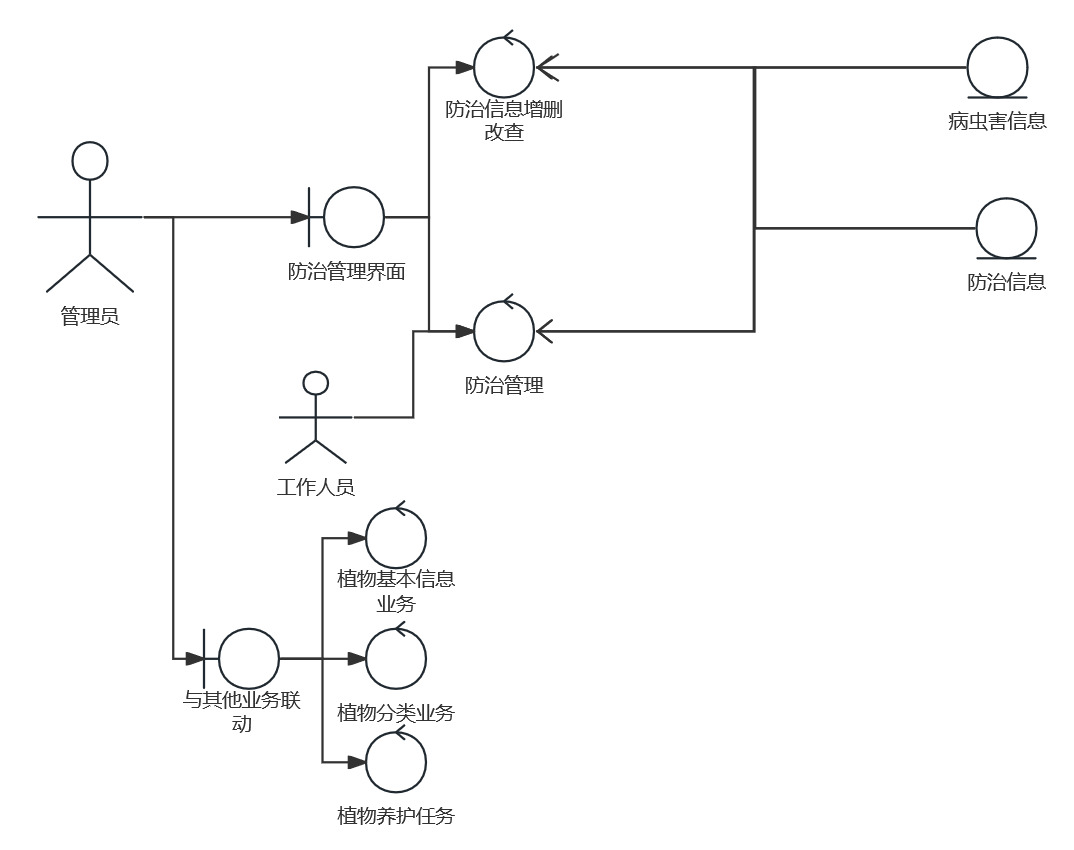 防治信息增删
改查
病虫害信息
防治管理界面
防治信息
管理员
防治管理
工作人员
植物基本信息
业务
与其他业务联
动
植物分类业务
植物养护任务